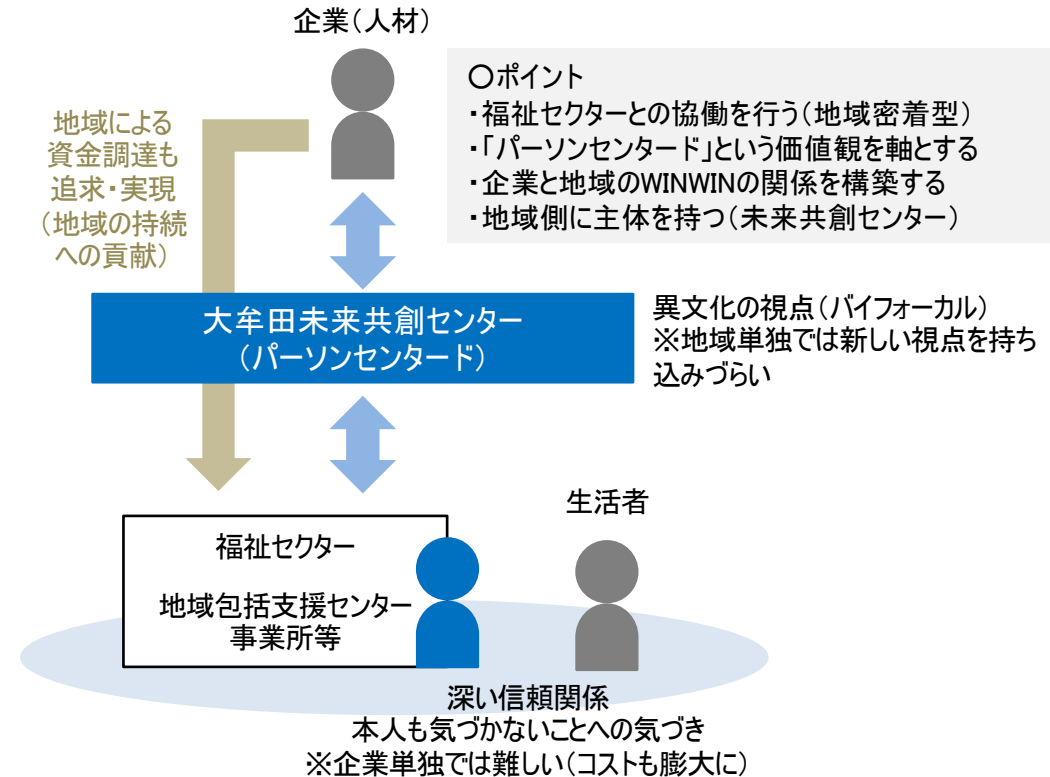 企業(人材)
○ポイント
・福祉セクターとの協働を行う(地域密着型)
・「パーソンセンタード」という価値観を軸とする
・企業と地域のWINWINの関係を構築する
・地域側に主体を持つ(未来共創センター)
地域による
資金調達も
追求・実現
(地域の持続
への貢献)
大牟田未来共創センター
(パーソンセンタード)
異文化の視点(バイフォーカル)
※地域単独では新しい視点を持ち
込みづらい
生活者
福祉セクター
地域包括支援センター
事業所等
深い信頼関係
本人も気づかないことへの気づき
※企業単独では難しい(コストも膨大に)